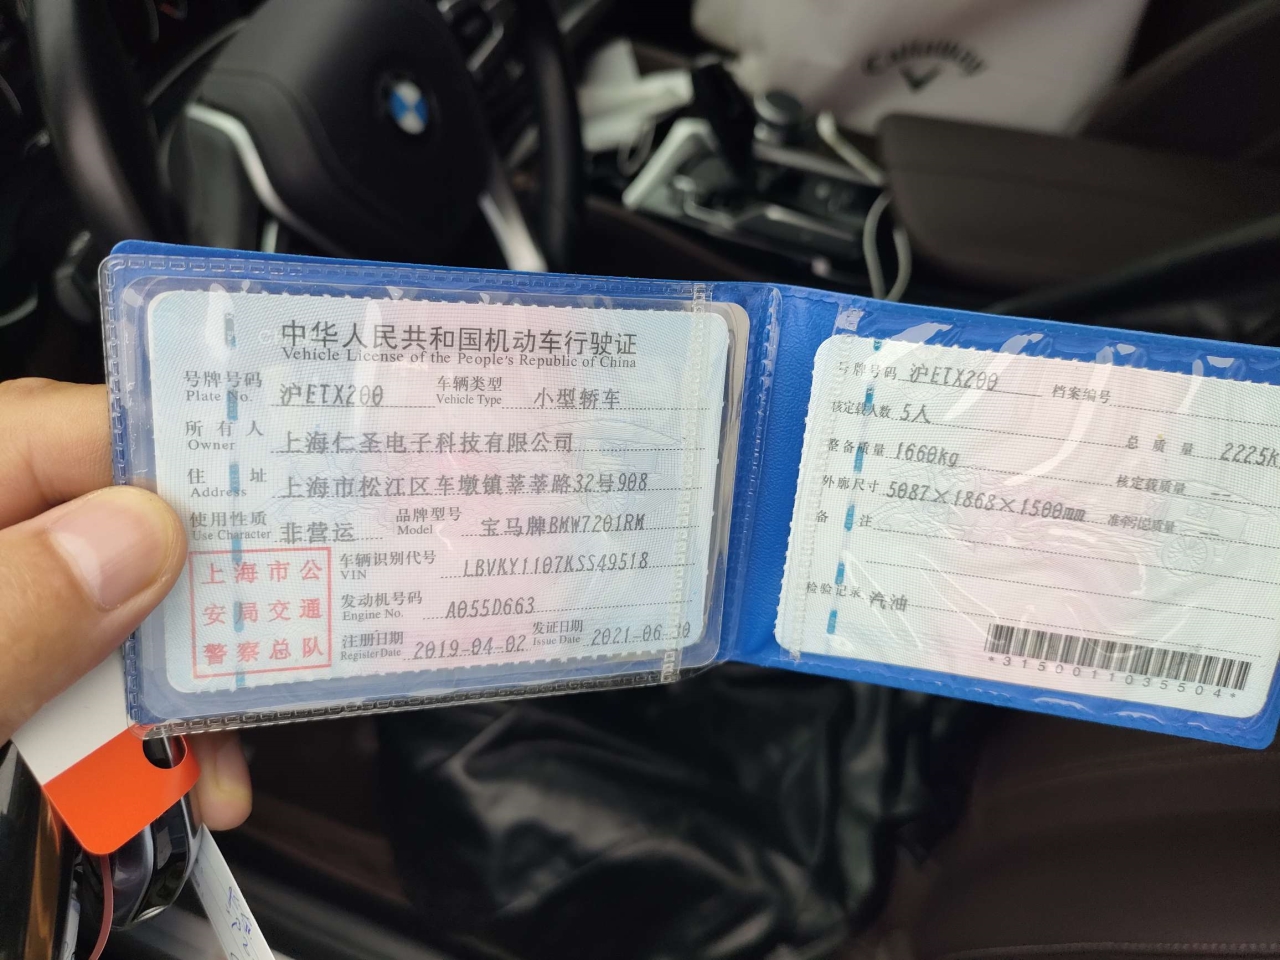 Callaway
中华人民共和国机动车行驶证
Vehicle License of the People's Republic of China
号牌号码 沪ETX200 车辆类型 小型轿车
Plate No. Vehicle Type
所有人 上海仁圣电子科技有限公司
Owner
住址 上海市松江区车墩镇莘莘路32号908
Address
使用性质 非营运 品牌型号 宝马牌BMW7201RM
Use Character Model
上海市公
安局交通
警察总队
车辆识别代号 LBVKY1107KSS49518
VIN
发动机号码 A055D663
Engine No.
注册日期 2019-04-02 发证日期 2021-06-30
Register Date Issue Date
号牌号码 沪ETX200 档案编号
核定载人数 5人 总质量 2225K
整备质量 1660kg 核定载质量 --
外廓尺寸 5087×1868×1500mm 准牵引总质量 --
备注
检验记录 汽油
*3150011035504*